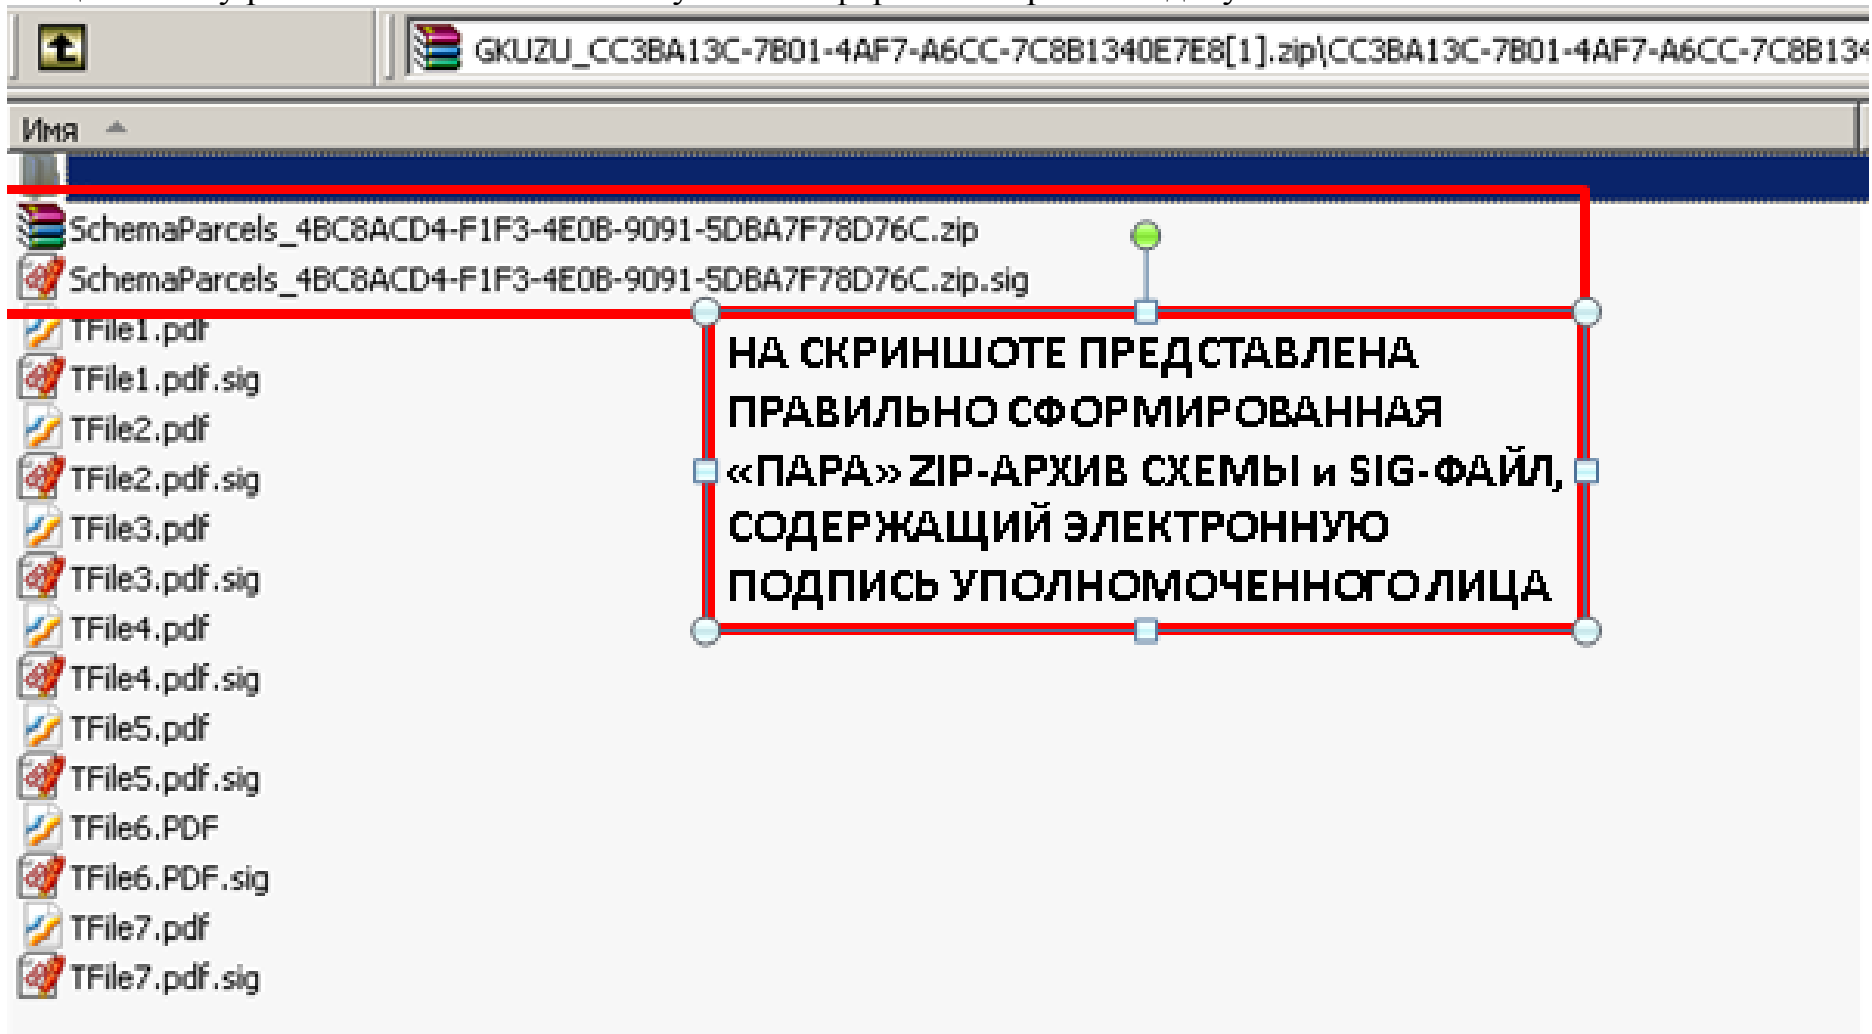 GKUZU_CC3BA13C-7B01-4AF7-A6CC-7C8B1340E7E8[1].zip\CC3BA13C-7B01-4AF7-A6CC-7C8B134
Имя
SchemaParcels_4BC8ACD4-F1F3-4E0B-9091-5DBA7F78D76C.zip
SchemaParcels_4BC8ACD4-F1F3-4E0B-9091-5DBA7F78D76C.zip.sig
TFile1.pdf
TFile1.pdf.sig
TFile2.pdf
TFile2.pdf.sig
TFile3.pdf
TFile3.pdf.sig
TFile4.pdf
TFile4.pdf.sig
TFile5.pdf
TFile5.pdf.sig
TFile6.PDF
TFile6.PDF.sig
TFile7.pdf
TFile7.pdf.sig
НА СКРИНШОТЕ ПРЕДСТАВЛЕНА
ПРАВИЛЬНО СФОРМИРОВАННАЯ
«ПАРА» ZIP-АРХИВ СХЕМЫ и SIG-ФАЙЛ,
СОДЕРЖАЩИЙ ЭЛЕКТРОННУЮ
ПОДПИСЬ УПОЛНОМОЧЕННОГО ЛИЦА